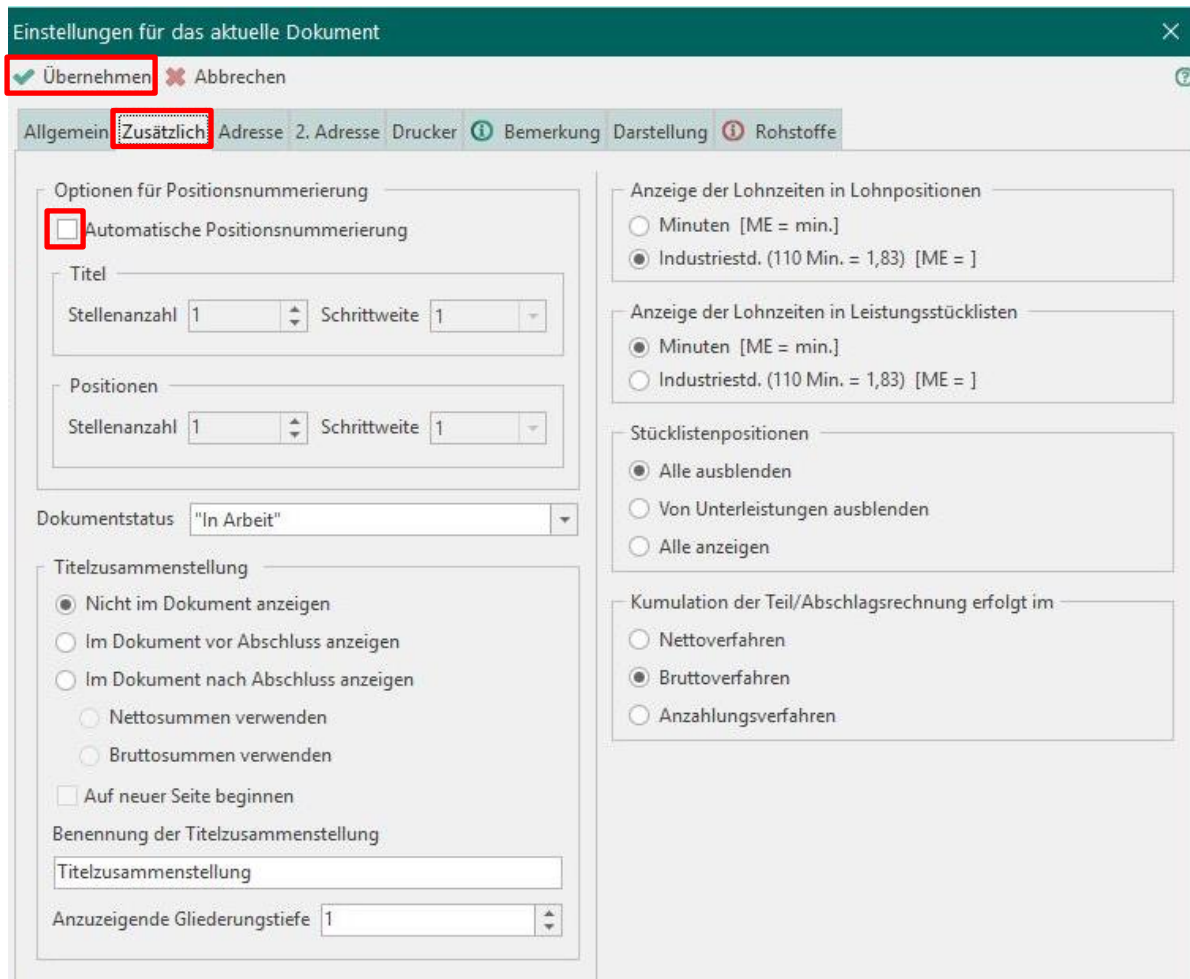 Einstellungen für das aktuelle Dokument
Übernehmen Abbrechen
Allgemein Zusätzlich Adresse 2. Adresse Drucker Bemerkung Darstellung Rohstoffe
Optionen für Positionsnummerierung
Automatische Positionsnummerierung
Titel
Stellenanzahl 1 Schrittweite 1
Positionen
Stellenanzahl 1 Schrittweite 1
Dokumentstatus "In Arbeit"
Titelzusammenstellung
Nicht im Dokument anzeigen
Im Dokument vor Abschluss anzeigen
Im Dokument nach Abschluss anzeigen
Nettosummen verwenden
Bruttosummen verwenden
Auf neuer Seite beginnen
Benennung der Titelzusammenstellung
Titelzusammenstellung
Anzuzeigende Gliederungstiefe 1
Anzeige der Lohnzeiten in Lohnpositionen
Minuten [ME = min.]
Industriestd. (110 Min. = 1,83) [ME = ]
Anzeige der Lohnzeiten in Leistungsstücklisten
Minuten [ME = min.]
Industriestd. (110 Min. = 1,83) [ME = ]
Stücklistenpositionen
Alle ausblenden
Von Unterleistungen ausblenden
Alle anzeigen
Kumulation der Teil/Abschlagsrechnung erfolgt im
Nettoverfahren
Bruttoverfahren
Anzahlungsverfahren